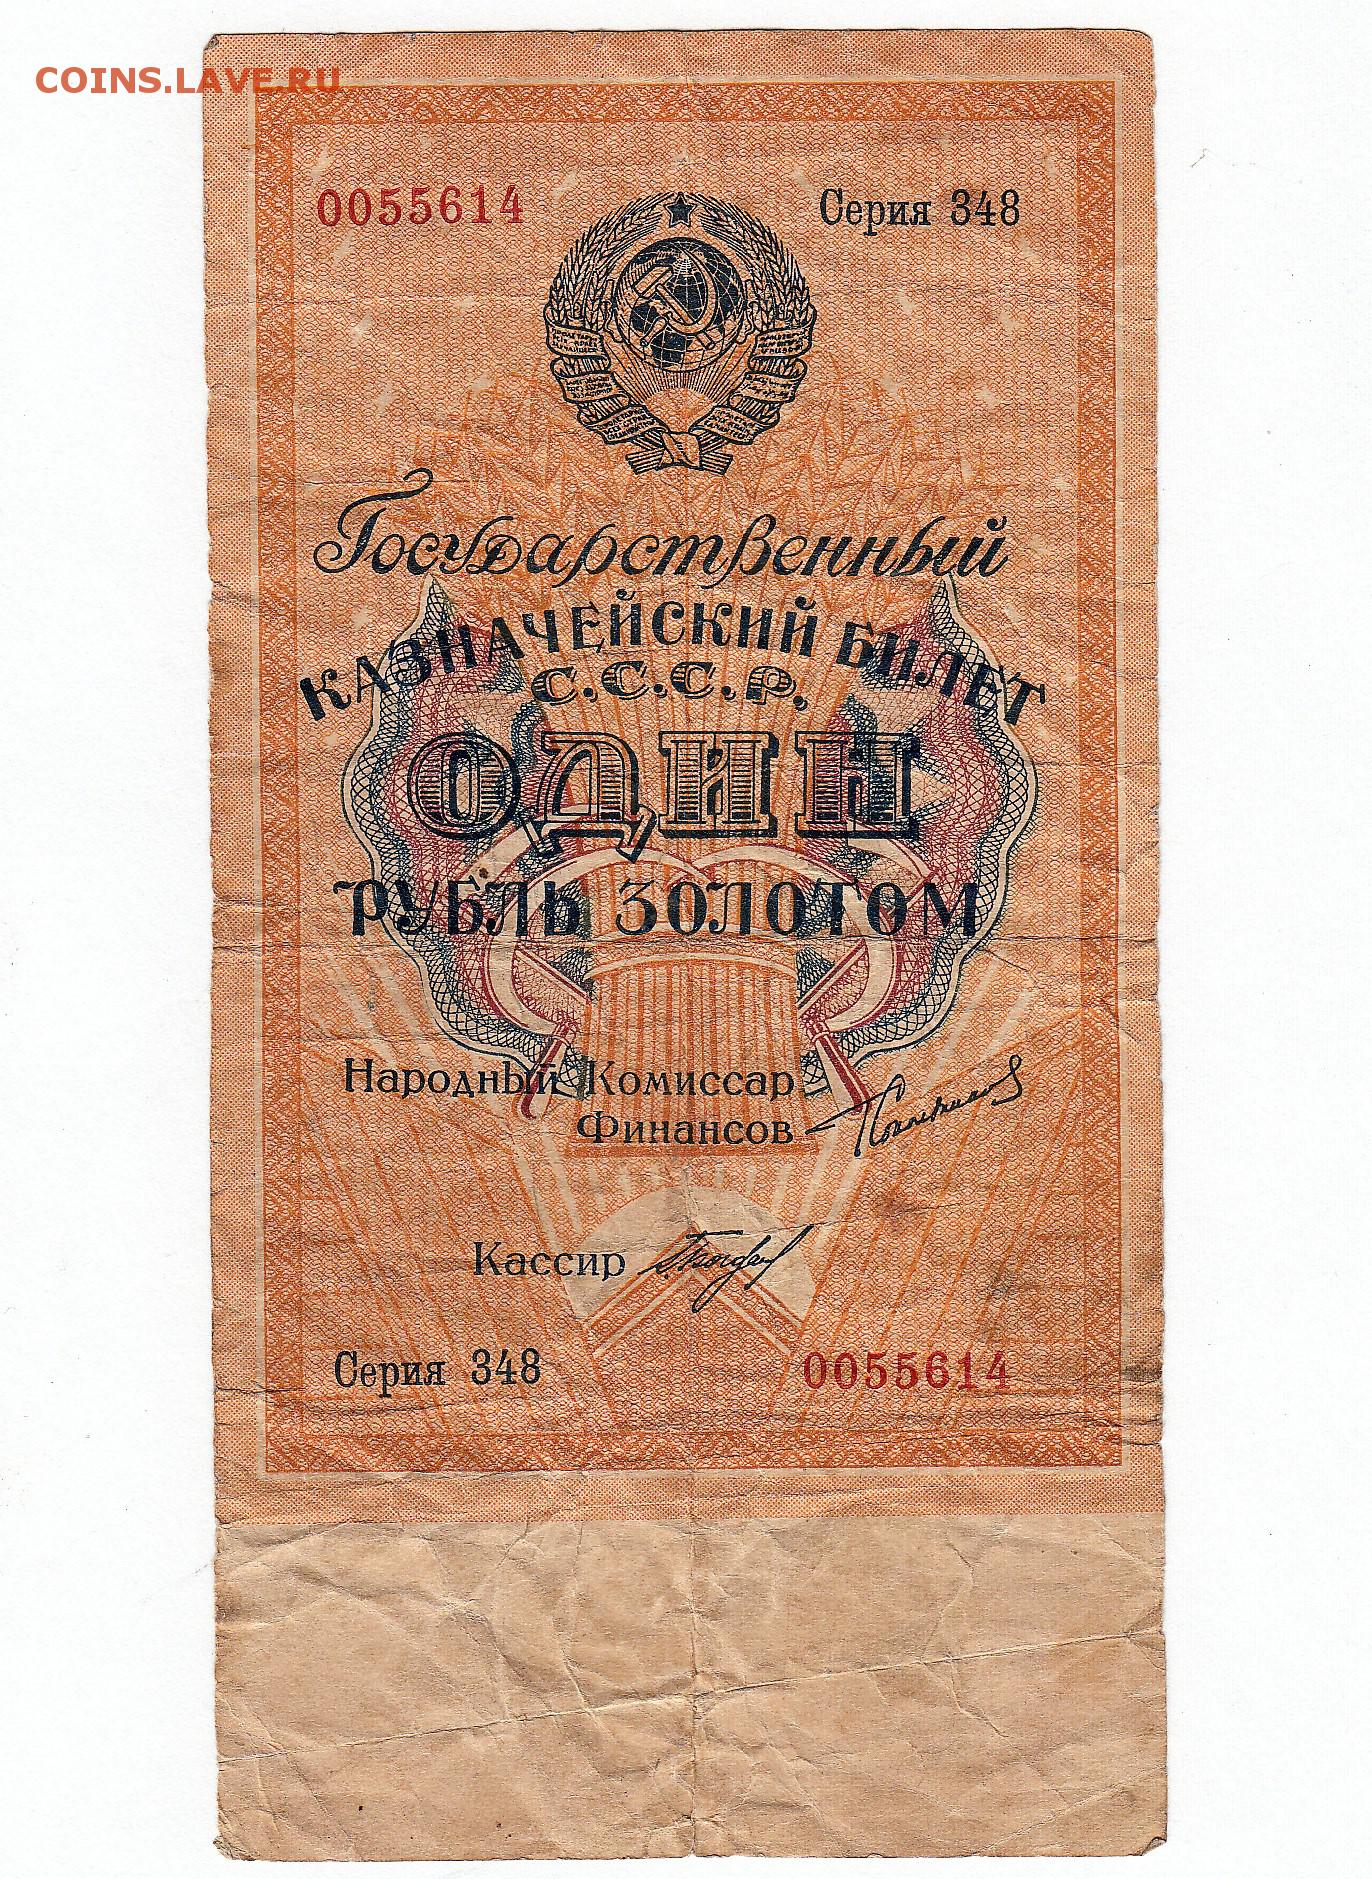 COINS.LAVE.RU
0055614 Серия 348
Государственный
КАЗНАЧЕЙСКИЙ БИЛЕТ
С.С.С.Р.
ОДИН
РУБЛЬ ЗОЛОТОМ
Народный Комиссар
Финансов
Кассир
Серия 348 0055614